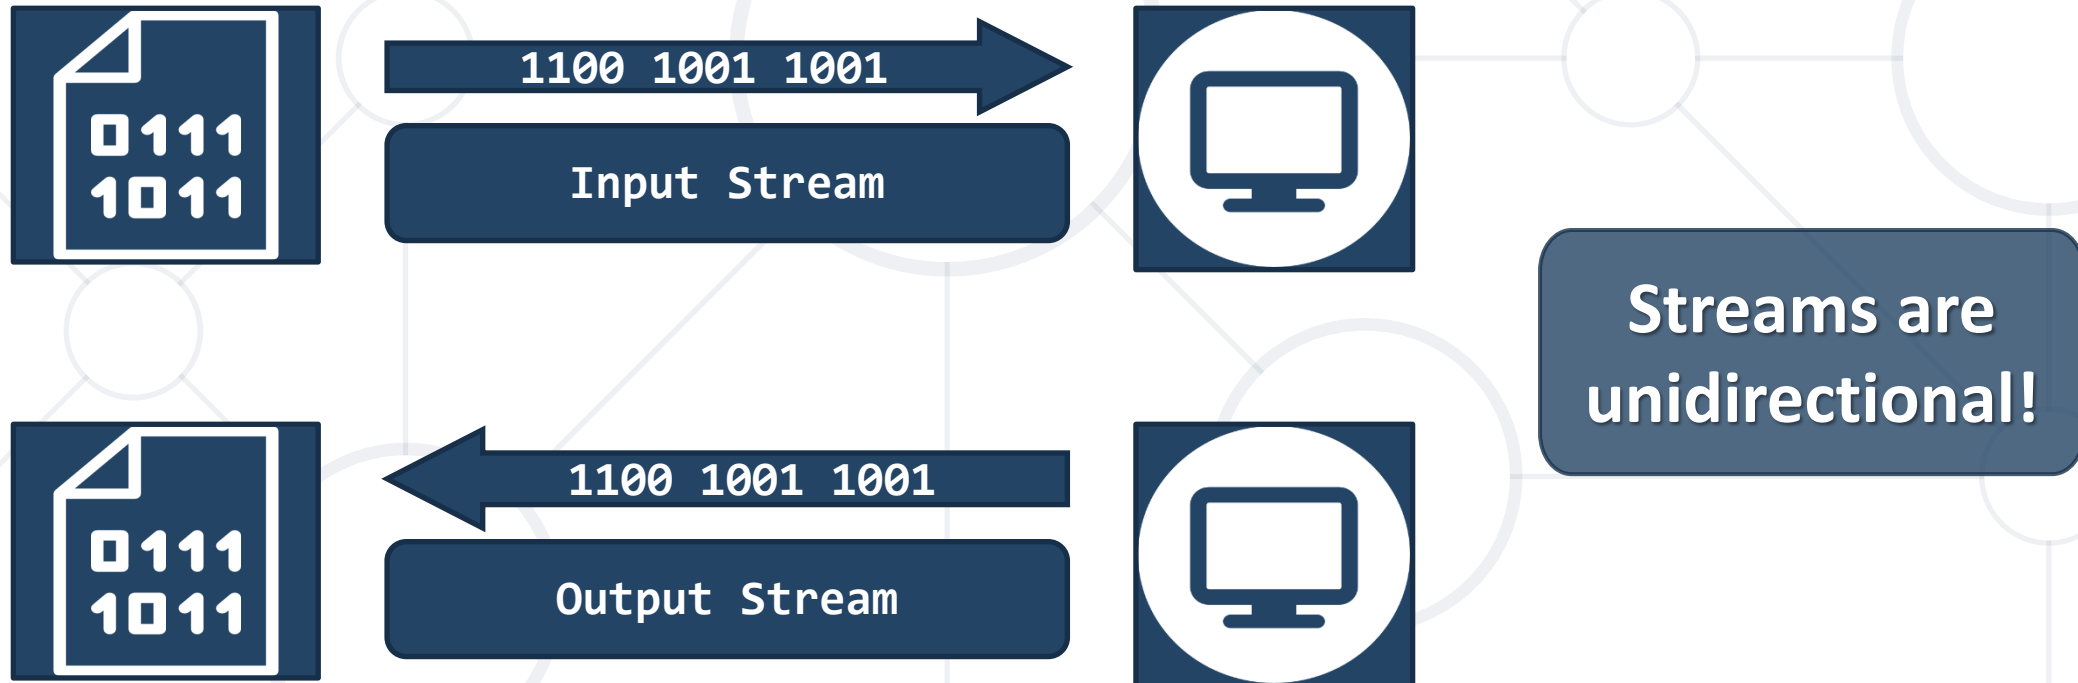 0111
1011
1100 1001 1001
Input Stream
Streams are
unidirectional!
0111
1011
1100 1001 1001
Output Stream